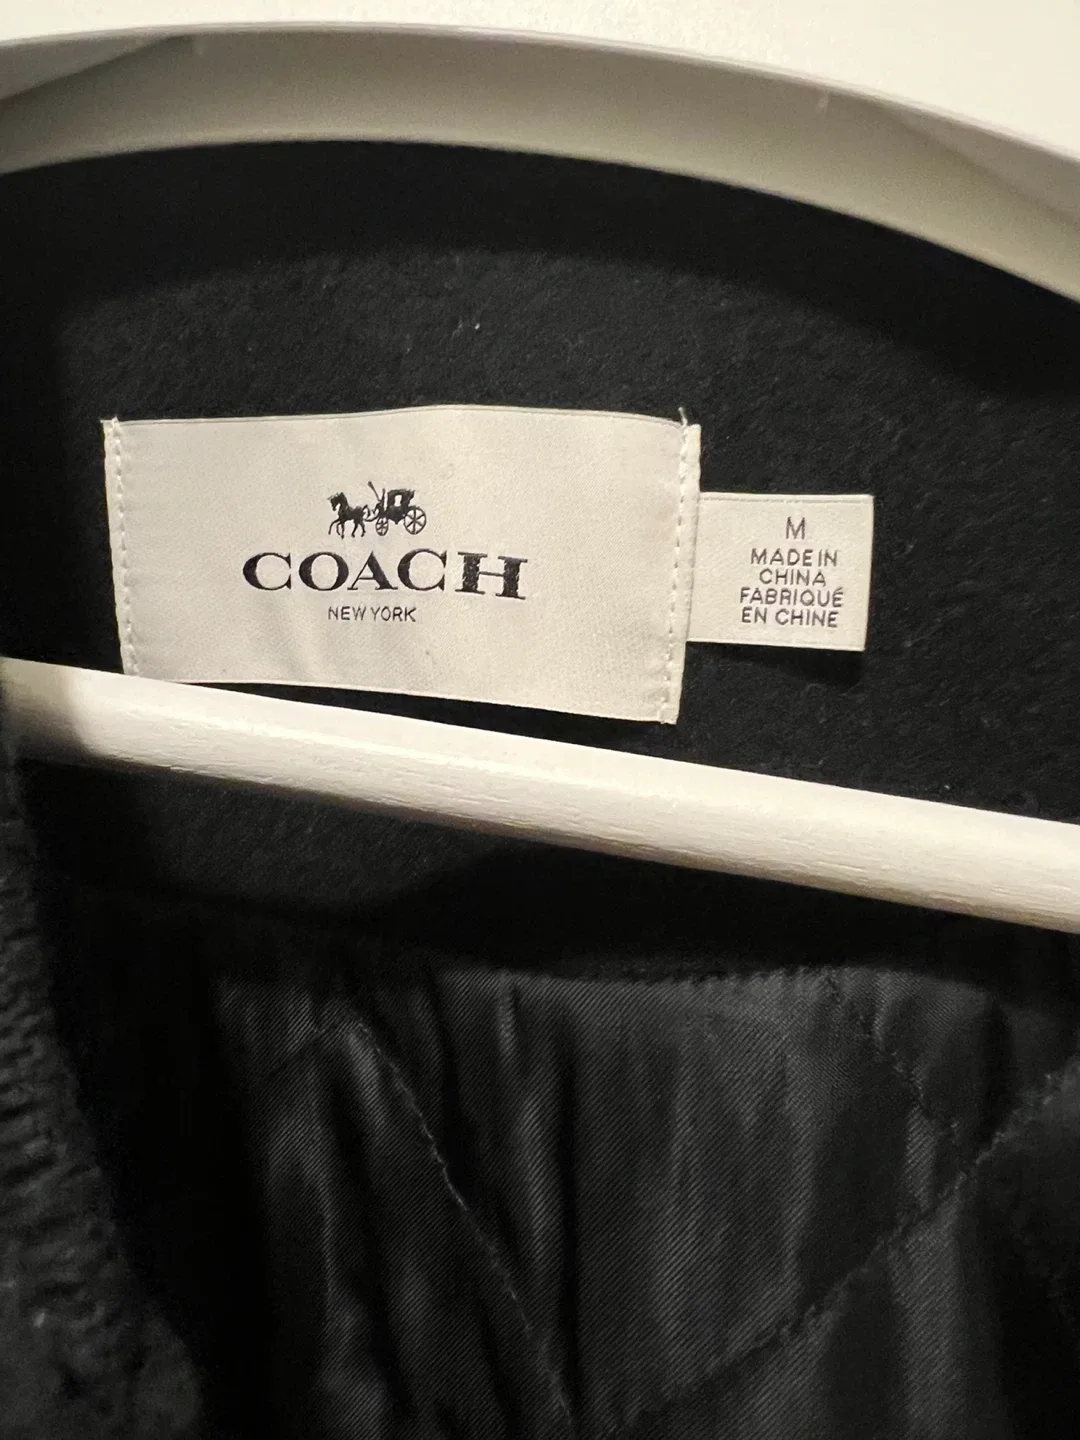 COACH
NEW YORK
M
MADE IN
CHINA
FABRIQUÉ
EN CHINE